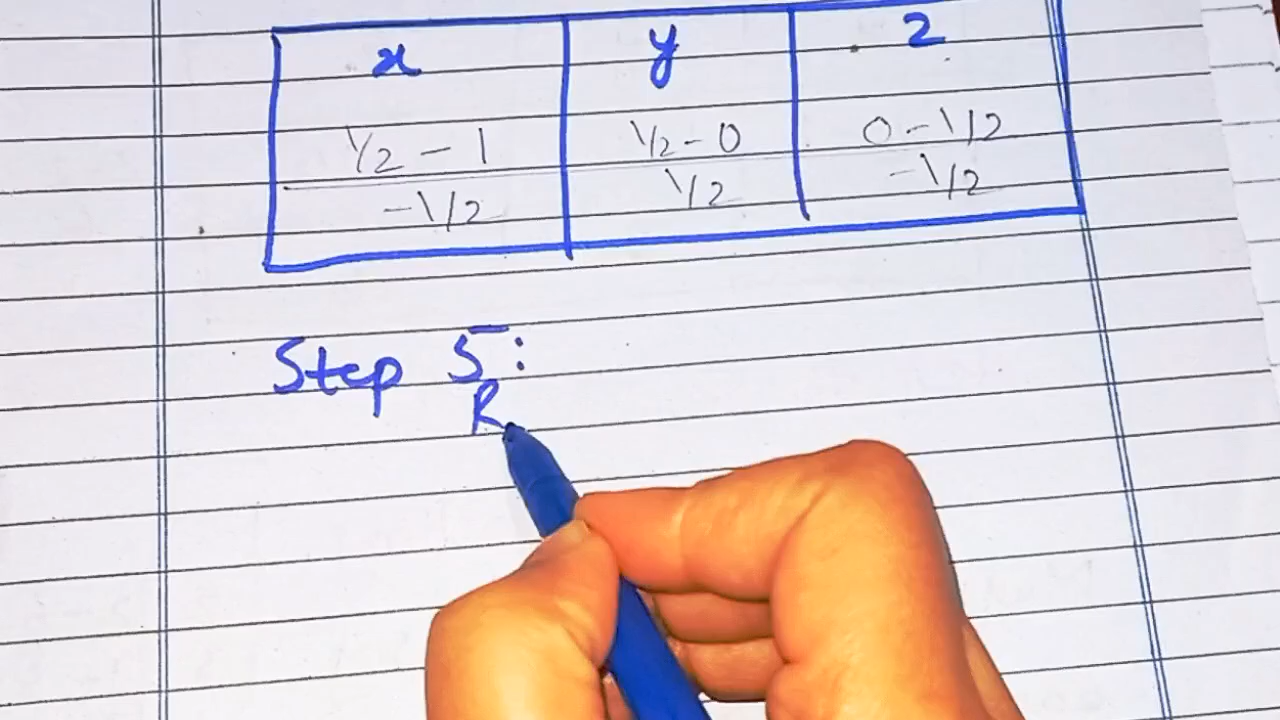 x y z
1/2 - 1 1/2 - 0 0 - 1/2
-1/2 1/2 -1/2
Step 5:
R